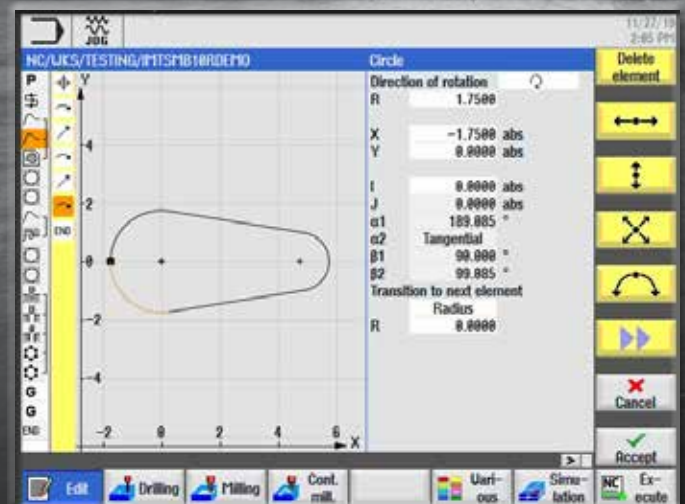 JOG
11/27/19
2:05 PM
NC/WKS/TESTING/IMTSMB10RDEMO
Circle
Delete
element
P
Y
Direction of rotation
R 1.7500
X -1.7500 abs
Y 0.0000 abs
I 0.0000 abs
J 0.0000 abs
α1 189.085 °
α2 Tangential
β1 90.000 °
β2 99.085 °
Transition to next element
Radius
R 0.0000
4
2
0
-2
-4
-2 0 2 4 6
X
END
G
G
END
Cancel
Accept
Edit
Drilling
Milling
Cont.
mill.
Vari-
ous
Simu-
lation
NC
Ex-
ecute